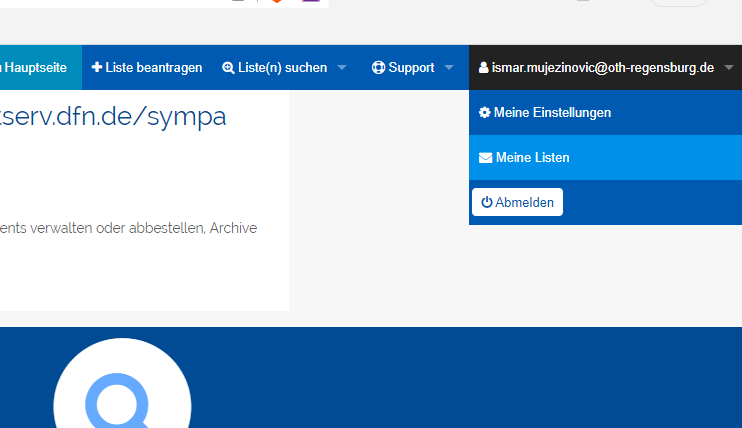 Hauptseite
Liste beantragen
Liste(n) suchen
Support
ismar.mujezinovic@oth-regensburg.de
Meine Einstellungen
Meine Listen
Abmelden
tserv.dfn.de/sympa
ents verwalten oder abbestellen, Archive